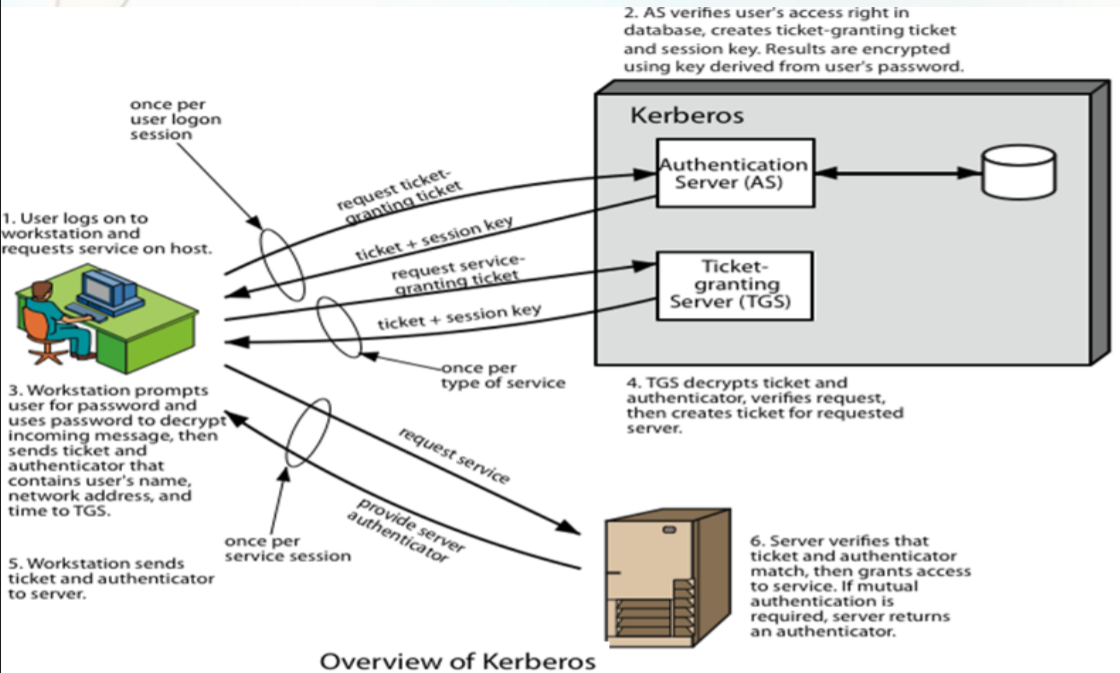 2. AS verifies user's access right in
database, creates ticket-granting ticket
and session key. Results are encrypted
using key derived from user's password.
once per
user logon
session
Kerberos
Authentication
Server (AS)
request ticket-
granting ticket
1. User logs on to
workstation and
requests service on host.
ticket + session key
request service-
granting ticket
Ticket-
granting
Server (TGS)
ticket + session key
once per
type of service
3. Workstation prompts
user for password and
uses password to decrypt
incoming message, then
sends ticket and
authenticator that
contains user's name,
network address, and
time to TGS.
4. TGS decrypts ticket and
authenticator, verifies request,
then creates ticket for requested
server.
request service
provide server
authenticator
once per
service session
5. Workstation sends
ticket and authenticator
to server.
6. Server verifies that
ticket and authenticator
match, then grants access
to service. If mutual
authentication is
required, server returns
an authenticator.
Overview of Kerberos